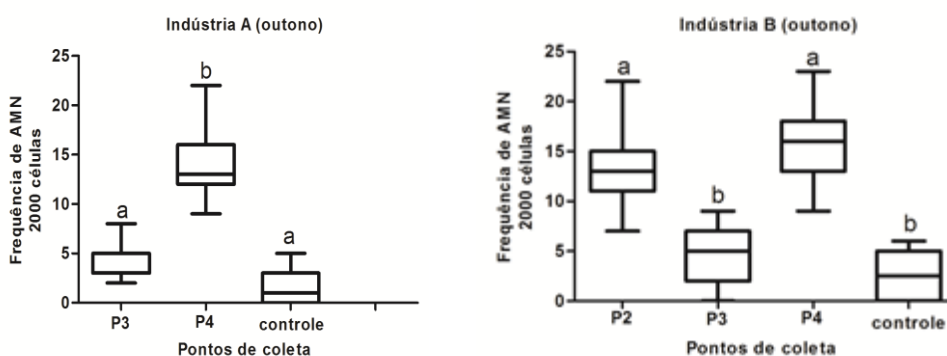 Indústria A (outono)
Frequência de AMN
2000 células
25
20
15
10
5
0
a
b
a
P3
P4
controle
Pontos de coleta
Indústria B (outono)
Frequência de AMN
2000 células
25
20
15
10
5
0
a
b
a
b
P2
P3
P4
controle
Pontos de coleta